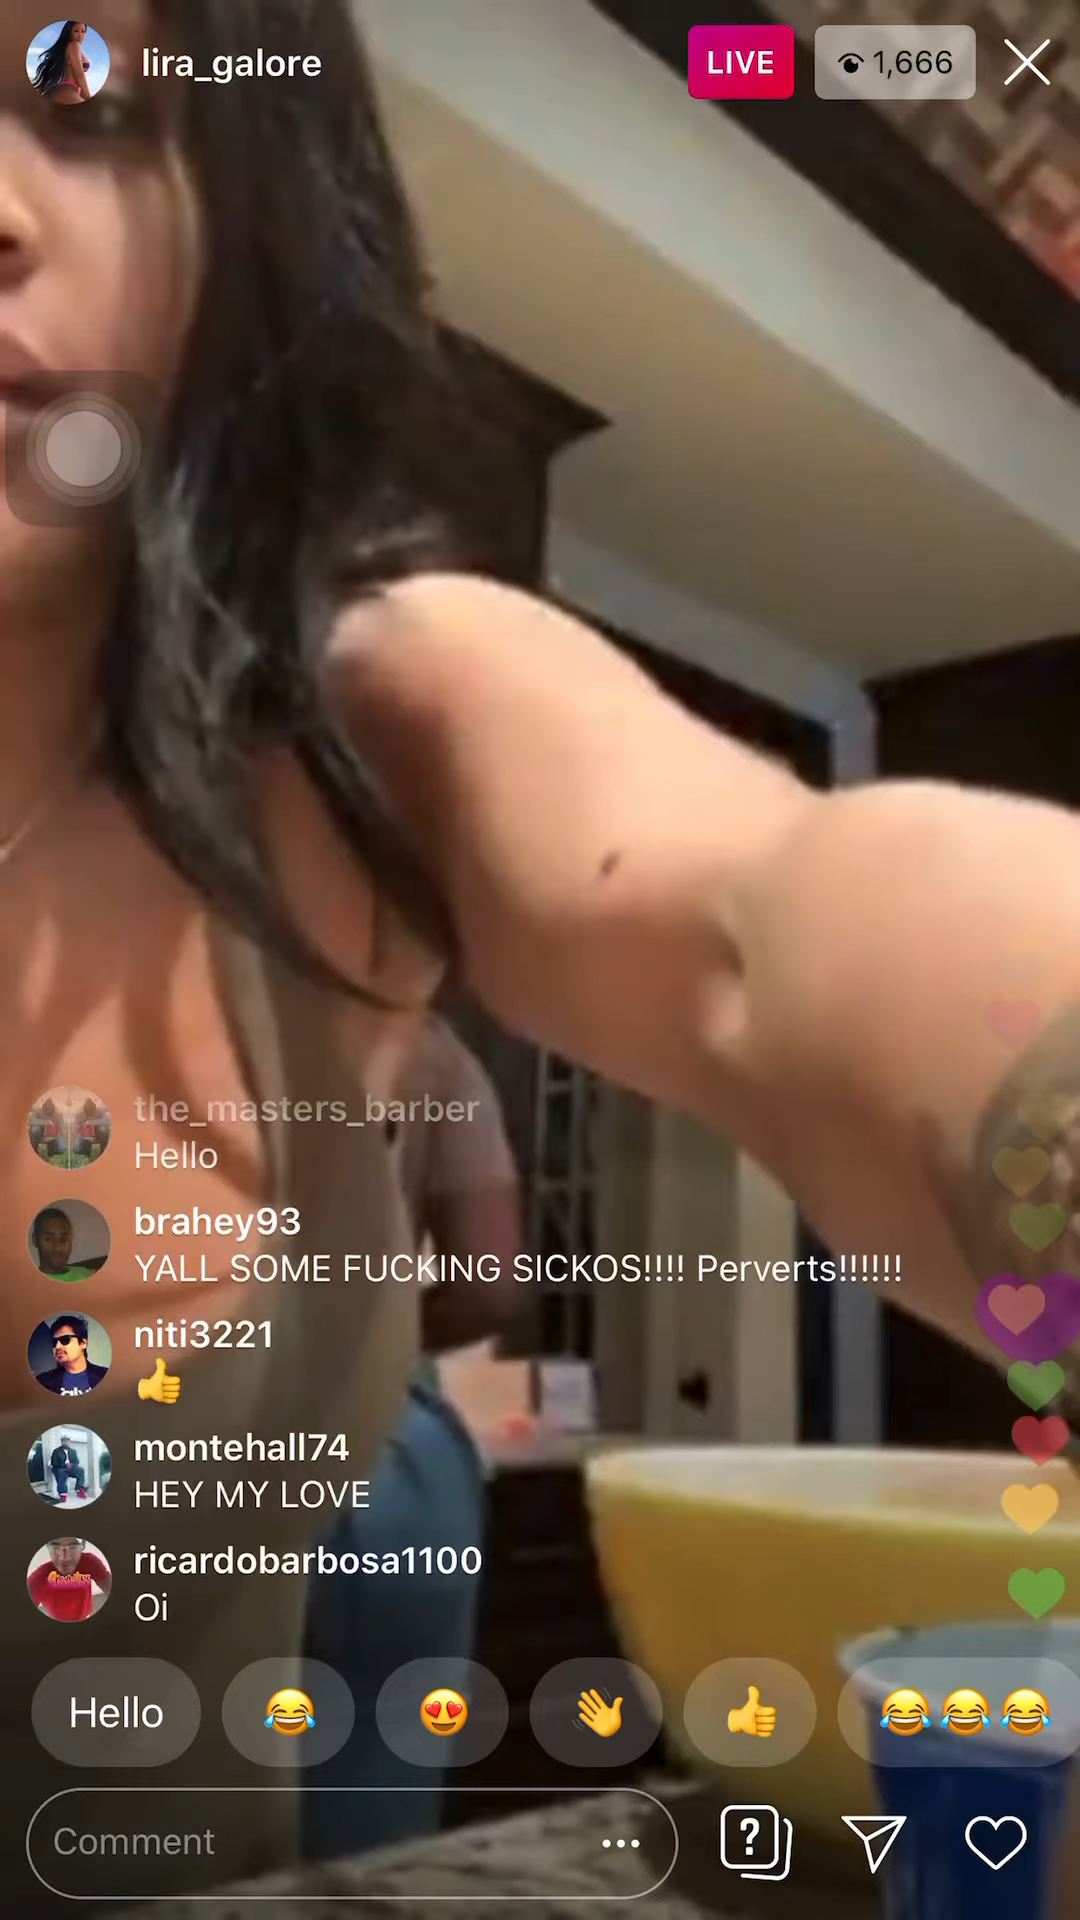 lira_galore
LIVE
1,666
the_masters_barber
Hello
brahey93
YALL SOME FUCKING SICKOS!!!! Perverts!!!!!!
niti3221
👍
montehall74
HEY MY LOVE
ricardobarbosa1100
Oi
Hello 😂 😍 👋 👍 😂😂😂
Comment